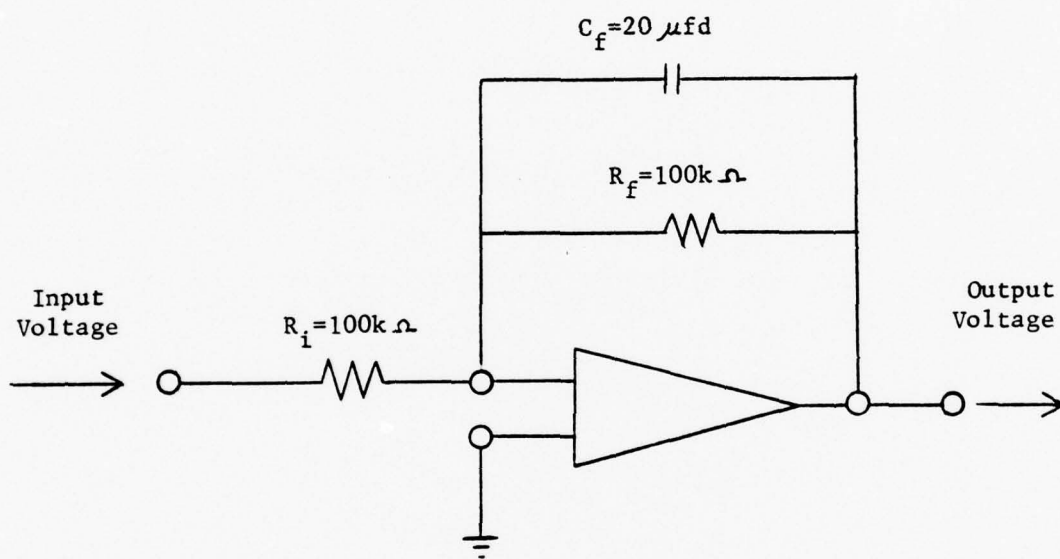 C_f=20 μfd
R_f=100k Ω
Input
Voltage
R_i=100k Ω
Output
Voltage